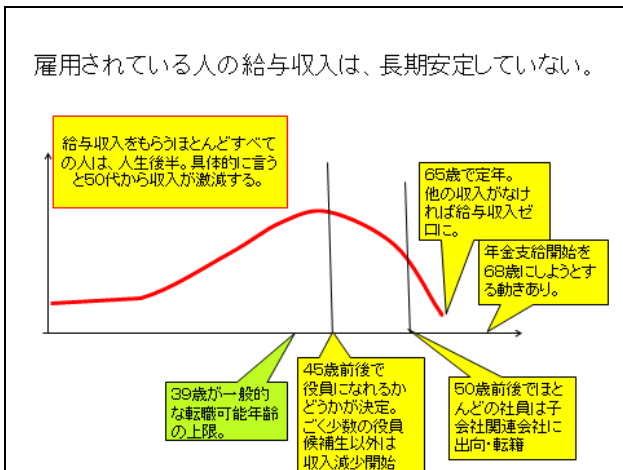 雇用されている人の給与収入は、長期安定していない。
給与収入をもらうほとんどすべて
の人は、人生後半。具体的に言う
と50代から収入が激減する。
65歳で定年。
他の収入がなけ
れば給与収入ゼ
ロに。
年金支給開始を
68歳にしようとす
る動きあり。
39歳が一般的
な転職可能年齢
の上限。
45歳前後で
役員になれるか
どうかが決定。
ごく少数の役員
候補生以外は
収入減少開始
50歳前後でほと
んどの社員は子
会社関連会社に
出向・転籍